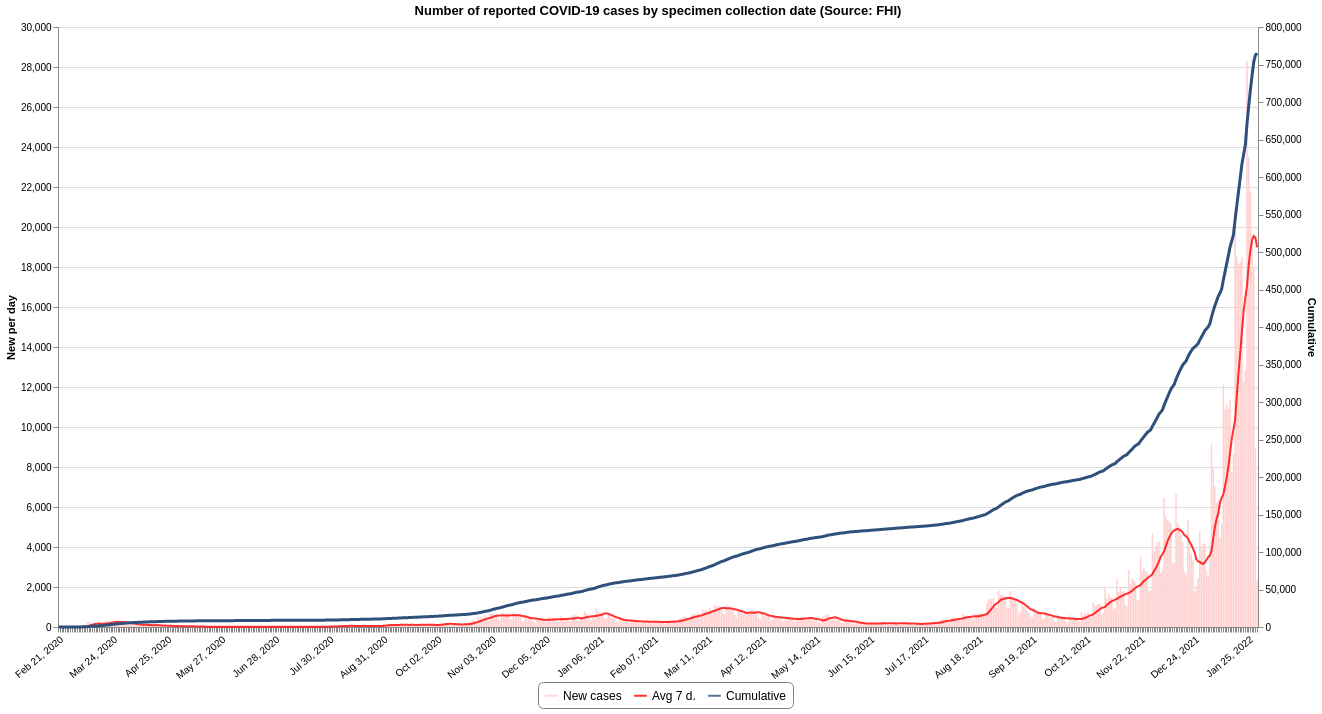 Number of reported COVID-19 cases by specimen collection date (Source: FHI)
30,000
28,000
26,000
24,000
22,000
20,000
18,000
16,000
14,000
12,000
10,000
8,000
6,000
4,000
2,000
0
New per day
800,000
750,000
700,000
650,000
600,000
550,000
500,000
450,000
400,000
350,000
300,000
250,000
200,000
150,000
100,000
50,000
0
Cumulative
Feb 21, 2020
Mar 24, 2020
Apr 25, 2020
May 27, 2020
Jun 28, 2020
Jul 30, 2020
Aug 31, 2020
Oct 02, 2020
Nov 03, 2020
Dec 05, 2020
Jan 06, 2021
Feb 07, 2021
Mar 11, 2021
Apr 12, 2021
May 14, 2021
Jun 15, 2021
Jul 17, 2021
Aug 18, 2021
Sep 19, 2021
Oct 21, 2021
Nov 22, 2021
Dec 24, 2021
Jan 25, 2022
New cases Avg 7 d. Cumulative